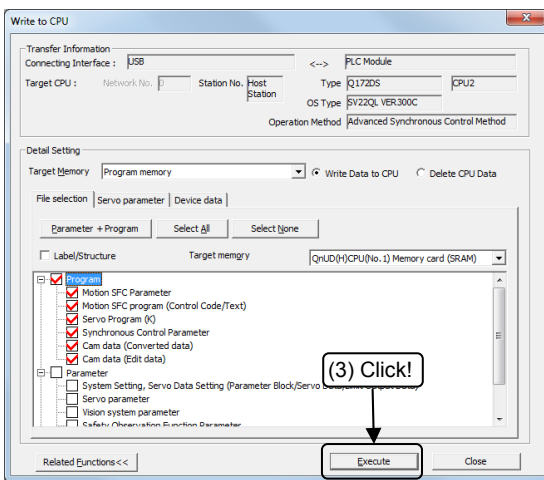 Write to CPU
Transfer Information
Connecting Interface : USB <--> PLC Module
Target CPU : Network No. 0 Station No. Host Station Type Q172DS CPU2
OS Type SV22QL VER300C
Operation Method Advanced Synchronous Control Method
Detail Setting
Target Memory Program memory Write Data to CPU Delete CPU Data
File selection Servo parameter Device data
Parameter + Program Select All Select None
Label/Structure Target memory QnUD(H)CPU(No.1) Memory card (SRAM)
Program
Motion SFC Parameter
Motion SFC program (Control Code/Text)
Servo Program (K)
Synchronous Control Parameter
Cam data (Converted data)
Cam data (Edit data)
(3) Click!
Parameter
System Setting, Servo Data Setting (Parameter Block/Servo
Servo parameter
Vision system parameter
Safety Observation Function Parameter
Related Functions<< Execute Close